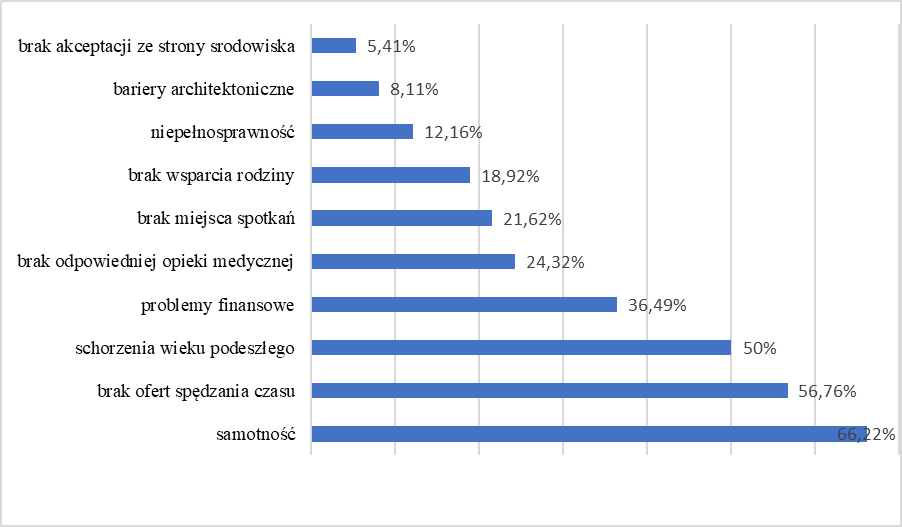 brak akceptacji ze strony srodowiska 5,41%
bariery architektoniczne 8,11%
niepełnosprawność 12,16%
brak wsparcia rodziny 18,92%
brak miejsca spotkań 21,62%
brak odpowiedniej opieki medycznej 24,32%
problemy finansowe 36,49%
schorzenia wieku podeszłego 50%
brak ofert spędzania czasu 56,76%
samotność 66,22%